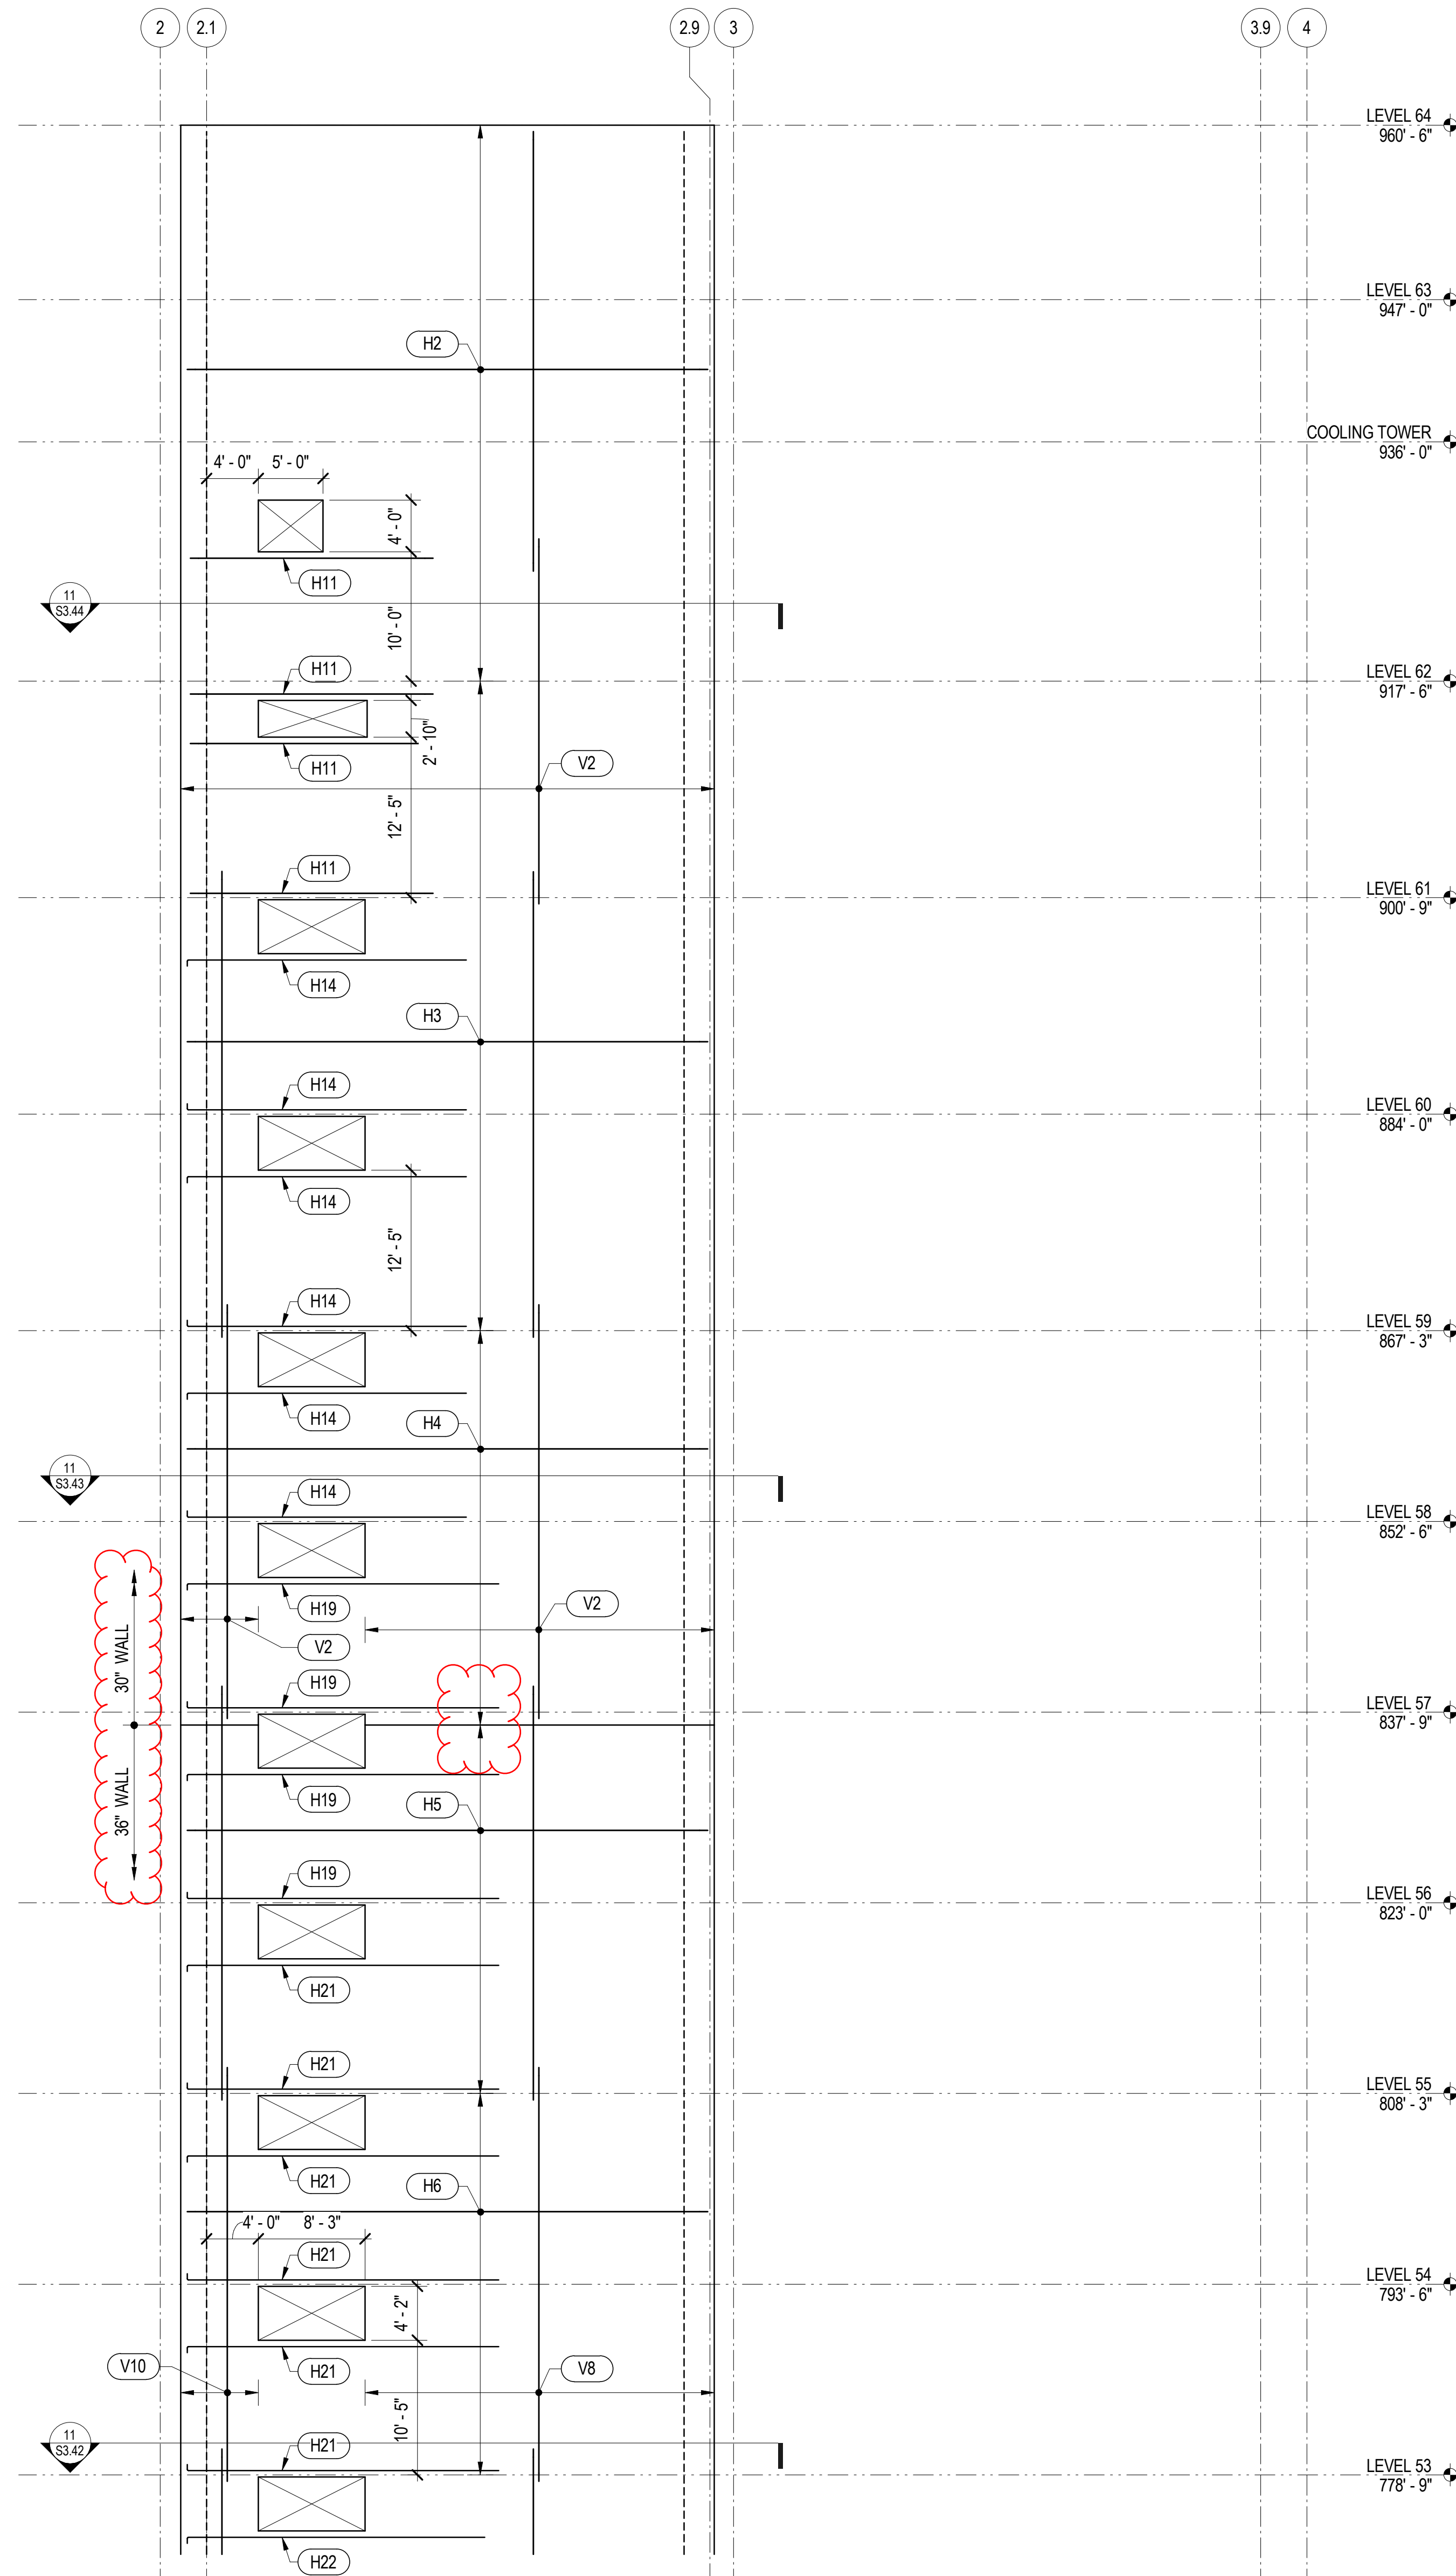 2
2.1
2.9
3
3.9
4
LEVEL 64
960' - 6"
LEVEL 63
947' - 0"
H2
COOLING TOWER
936' - 0"
4' - 0"
5' - 0"
4' - 0"
H11
11
S3.44
10' - 0"
H11
LEVEL 62
917' - 6"
2' - 10"
H11
V2
12' - 5"
H11
LEVEL 61
900' - 9"
H14
H3
H14
LEVEL 60
884' - 0"
H14
12' - 5"
H14
LEVEL 59
867' - 3"
H14
H4
11
S3.43
H14
LEVEL 58
852' - 6"
H19
V2
30" WALL
V2
H19
LEVEL 57
837' - 9"
H19
H5
36" WALL
H19
LEVEL 56
823' - 0"
H21
H21
LEVEL 55
808' - 3"
H21
H6
4' - 0"
8' - 3"
H21
LEVEL 54
793' - 6"
4' - 2"
H21
V10
V8
10' - 5"
11
S3.42
H21
LEVEL 53
778' - 9"
H22